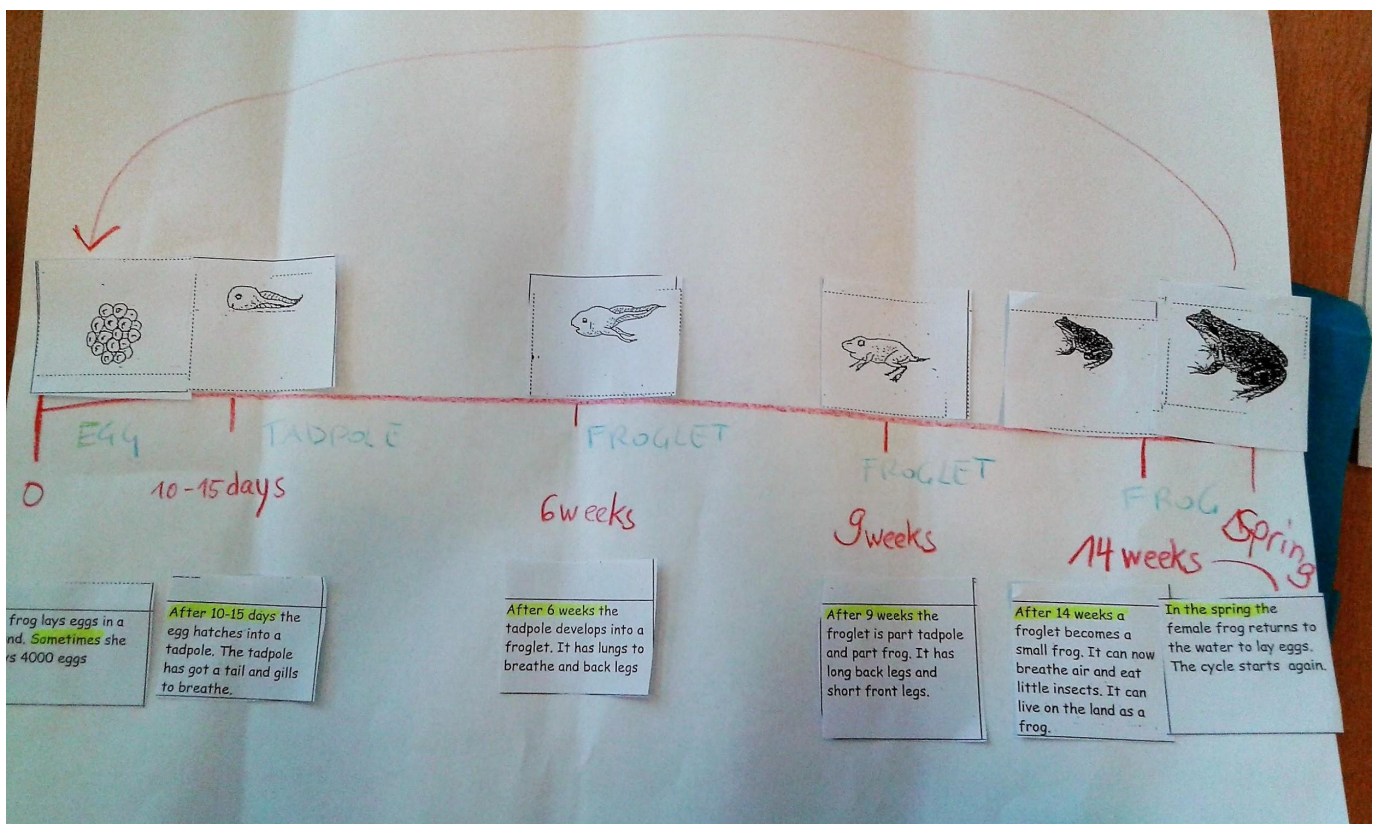 EGG
TADPOLE
FROGLET
FROGLET
FROG
0
10-15 days
6 weeks
9 weeks
14 weeks
Spring
frog lays eggs in a
Sometimes she
4000 eggs
After 10-15 days the
egg hatches into a
tadpole. The tadpole
has got a tail and gills
to breathe.
After 6 weeks the
tadpole develops into a
froglet. It has lungs to
breathe and back legs
After 9 weeks the
froglet is part tadpole
and part frog. It has
long back legs and
short front legs.
After 14 weeks a
froglet becomes a
small frog. It can now
breathe air and eat
little insects. It can
live on the land as a
frog.
In the spring the
female frog returns to
the water to lay eggs.
The cycle starts again.